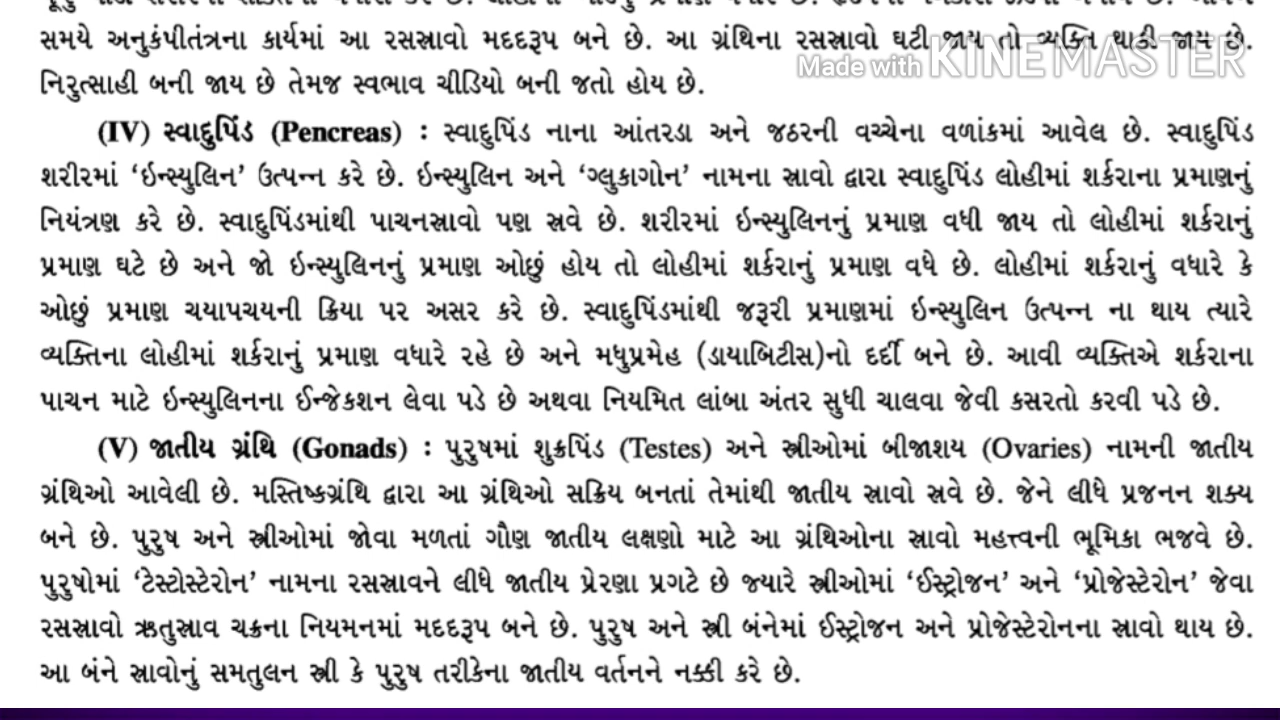 સમયે અનુકંપીતંત્રના કાર્યમાં આ રસસ્રાવો મદદરૂપ બને છે. આ ગ્રંથિના રસસ્રાવો ઘટી જાય તો વ્યક્તિ થાકી જાય છે.
Made with KINEMASTER
નિરુત્સાહી બની જાય છે તેમજ સ્વભાવ ચીડિયો બની જતો હોય છે.
(IV) સ્વાદુપિંડ (Pencreas) : સ્વાદુપિંડ નાના આંતરડા અને જઠરની વચ્ચેના વળાંકમાં આવેલ છે. સ્વાદુપિંડ
શરીરમાં ‘ઇન્સ્યુલિન’ ઉત્પન્ન કરે છે. ઇન્સ્યુલિન અને ‘ગ્લુકાગોન’ નામના સ્રાવો દ્વારા સ્વાદુપિંડ લોહીમાં શર્કરાના પ્રમાણનું
નિયંત્રણ કરે છે. સ્વાદુપિંડમાંથી પાચનસ્રાવો પણ સ્રવે છે. શરીરમાં ઇન્સ્યુલિનનું પ્રમાણ વધી જાય તો લોહીમાં શર્કરાનું
પ્રમાણ ઘટે છે અને જો ઇન્સ્યુલિનનું પ્રમાણ ઓછું હોય તો લોહીમાં શર્કરાનું પ્રમાણ વધે છે. લોહીમાં શર્કરાનું વધારે કે
ઓછું પ્રમાણ ચયાપચયની ક્રિયા પર અસર કરે છે. સ્વાદુપિંડમાંથી જરૂરી પ્રમાણમાં ઇન્સ્યુલિન ઉત્પન્ન ના થાય ત્યારે
વ્યક્તિના લોહીમાં શર્કરાનું પ્રમાણ વધારે રહે છે અને મધુપ્રમેહ (ડાયાબિટીસ)નો દર્દી બને છે. આવી વ્યક્તિએ શર્કરાના
પાચન માટે ઇન્સ્યુલિનના ઈન્જેકશન લેવા પડે છે અથવા નિયમિત લાંબા અંતર સુધી ચાલવા જેવી કસરતો કરવી પડે છે.
(V) જાતીય ગ્રંથિ (Gonads) : પુરુષમાં શુક્રપિંડ (Testes) અને સ્ત્રીઓમાં બીજાશય (Ovaries) નામની જાતીય
ગ્રંથિઓ આવેલી છે. મસ્તિષ્કગ્રંથિ દ્વારા આ ગ્રંથિઓ સક્રિય બનતાં તેમાંથી જાતીય સ્રાવો સ્રવે છે. જેને લીધે પ્રજનન શક્ય
બને છે. પુરુષ અને સ્ત્રીઓમાં જોવા મળતાં ગૌણ જાતીય લક્ષણો માટે આ ગ્રંથિઓના સ્રાવો મહત્ત્વની ભૂમિકા ભજવે છે.
પુરુષોમાં ‘ટેસ્ટોસ્ટેરોન’ નામના રસસ્રાવને લીધે જાતીય પ્રેરણા પ્રગટે છે જ્યારે સ્ત્રીઓમાં ‘ઈસ્ટ્રોજન’ અને ‘પ્રોજેસ્ટેરોન’ જેવા
રસસ્રાવો ઋતુસ્રાવ ચક્રના નિયમનમાં મદદરૂપ બને છે. પુરુષ અને સ્ત્રી બંનેમાં ઈસ્ટ્રોજન અને પ્રોજેસ્ટેરોનના સ્રાવો થાય છે.
આ બંને સ્રાવોનું સમતુલન સ્ત્રી કે પુરુષ તરીકેના જાતીય વર્તનને નક્કી કરે છે.